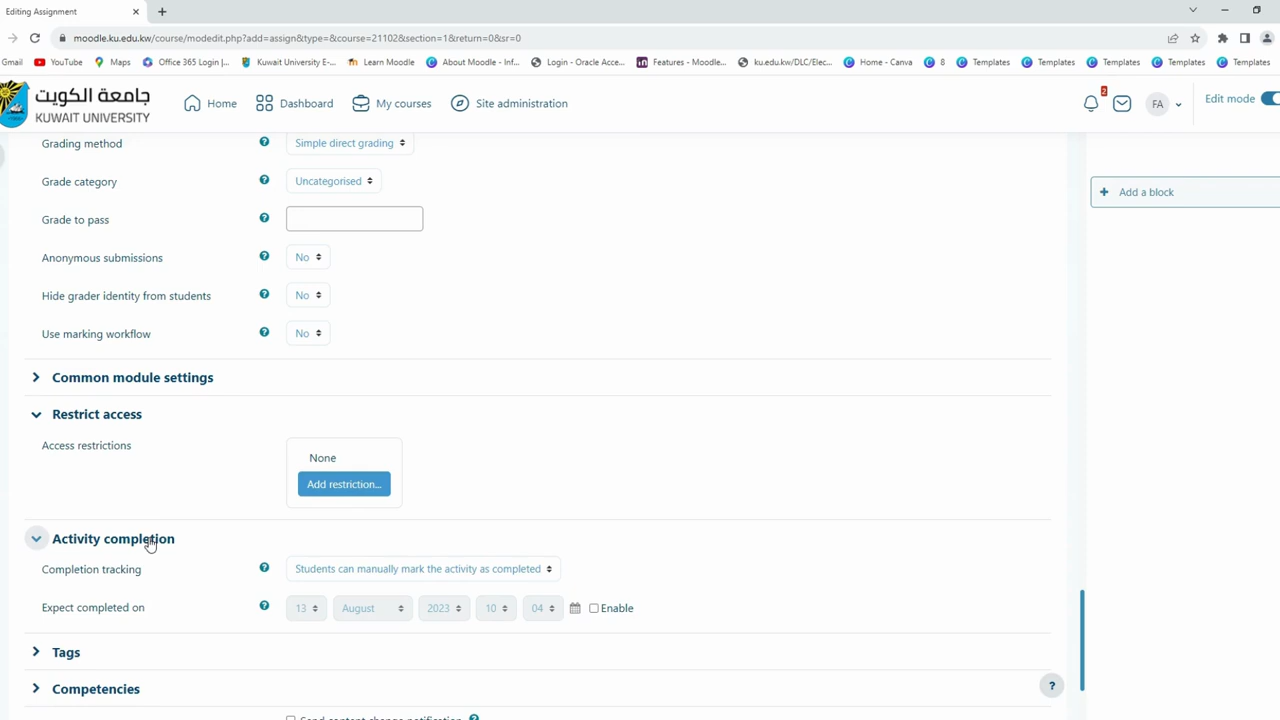 Editing Assignment
moodle.ku.edu.kw/course/modedit.php?add=assign&type=&course=21102&section=1&return=0&sr=0
Gmail YouTube Maps Office 365 Login |... Kuwait University E-... Learn Moodle About Moodle - Inf... Login - Oracle Acce... Features - Moodle... ku.edu.kw/DLC/Elec... Home - Canva 8 Templates Templates Templates Templates Templates
جامعة الكويت
KUWAIT UNIVERSITY
Home Dashboard My courses Site administration 2 FA Edit mode
Grading method ? Simple direct grading
Grade category ? Uncategorised
+ Add a block
Grade to pass ?
Anonymous submissions ? No
Hide grader identity from students ? No
Use marking workflow ? No
Common module settings
Restrict access
Access restrictions
None
Add restriction...
Activity completion
Completion tracking ? Students can manually mark the activity as completed
Expect completed on ? 13 August 2023 10 04 Enable
Tags
Competencies
?
Send content change notification ?